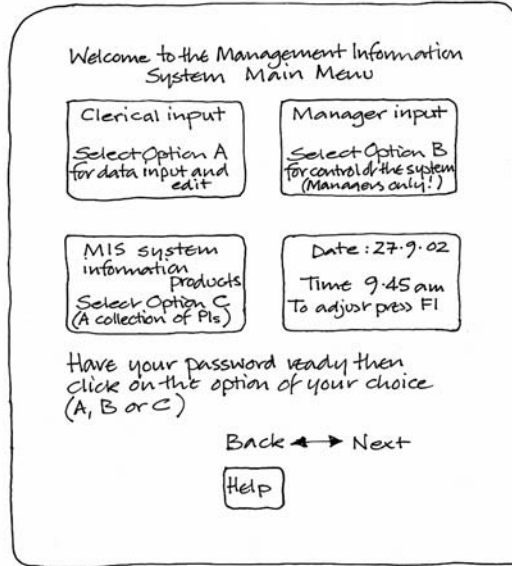 Welcome to the Management Information
System Main Menu
Clerical input
Select Option A
for data input and
edit
Manager input
Select Option B
for control of the system
(Managers only!)
MIS system
information
products
Select Option C
(A collection of PIs)
Date: 27.9.02
Time 9.45 am
To adjust press F1
Have your password ready then
click on the option of your choice
(A, B or C)
Back Next
Help